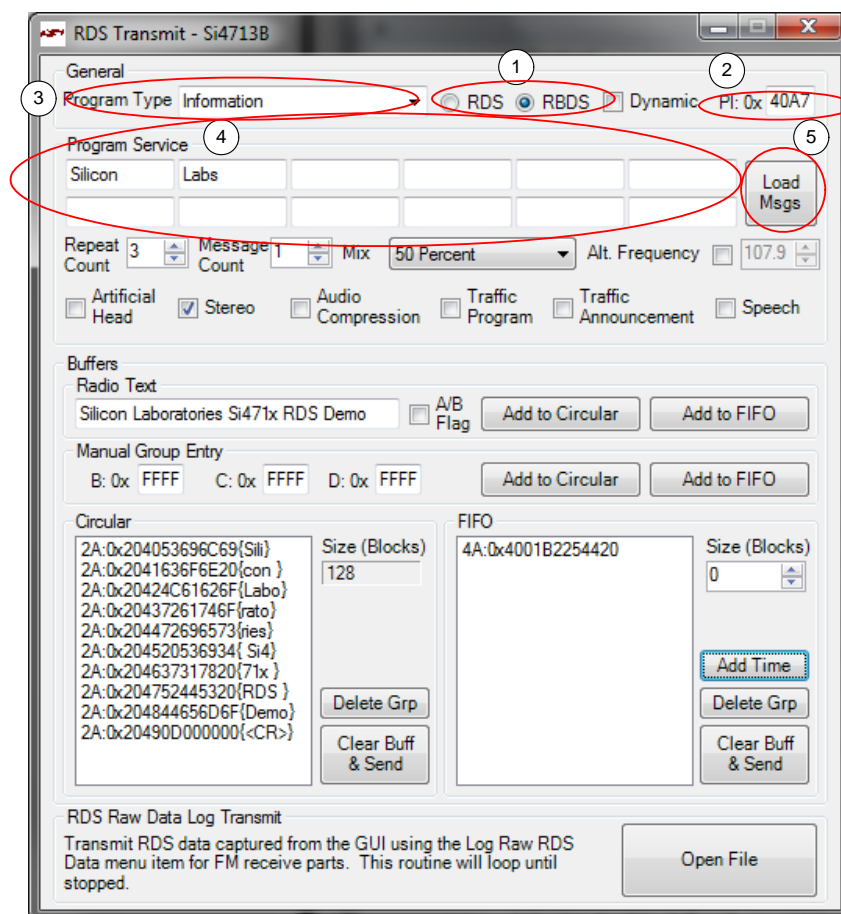 RDS Transmit - Si4713B
General
1
2
3
Program Type Information RDS RBDS Dynamic PI: 0x 40A7
4
5
Program Service
Silicon Labs
Load Msgs
Repeat Count 3 Message Count 1 Mix 50 Percent Alt. Frequency 107.9
Artificial Head Stereo Audio Compression Traffic Program Traffic Announcement Speech
Buffers
Radio Text
Silicon Laboratories Si471x RDS Demo A/B Flag Add to Circular Add to FIFO
Manual Group Entry
B: 0x FFFF C: 0x FFFF D: 0x FFFF Add to Circular Add to FIFO
Circular
2A:0x204053696C69{Sili}
2A:0x2041636F6E20{con }
2A:0x20424C61626F{Labo}
2A:0x20437261746F{rato}
2A:0x204472696573{ries}
2A:0x204520536934{ Si4}
2A:0x204637317820{71x }
2A:0x204752445320{RDS }
2A:0x204844656D6F{Demo}
2A:0x20490D000000{<CR>}
Size (Blocks)
128
Delete Grp
Clear Buff
& Send
FIFO
4A:0x4001B2254420
Size (Blocks)
0
Add Time
Delete Grp
Clear Buff
& Send
RDS Raw Data Log Transmit
Transmit RDS data captured from the GUI using the Log Raw RDS
Data menu item for FM receive parts. This routine will loop until
stopped.
Open File